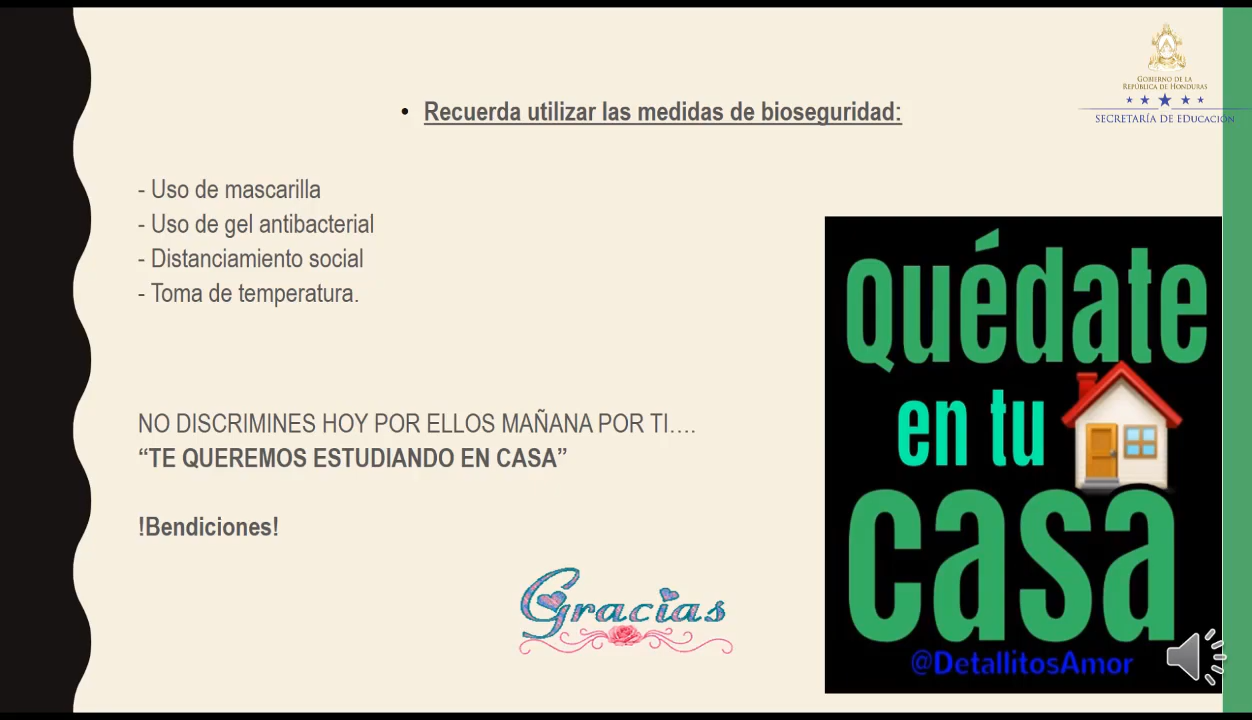 GOBIERNO DE LA
REPÚBLICA DE HONDURAS
SECRETARÍA DE EDUCACIÓN
• Recuerda utilizar las medidas de bioseguridad:
- Uso de mascarilla
- Uso de gel antibacterial
- Distanciamiento social
- Toma de temperatura.
NO DISCRIMINES HOY POR ELLOS MAÑANA POR TI….
“TE QUEREMOS ESTUDIANDO EN CASA”
!Bendiciones!
Gracias
Quédate
en tu
casa
@DetallitosAmor